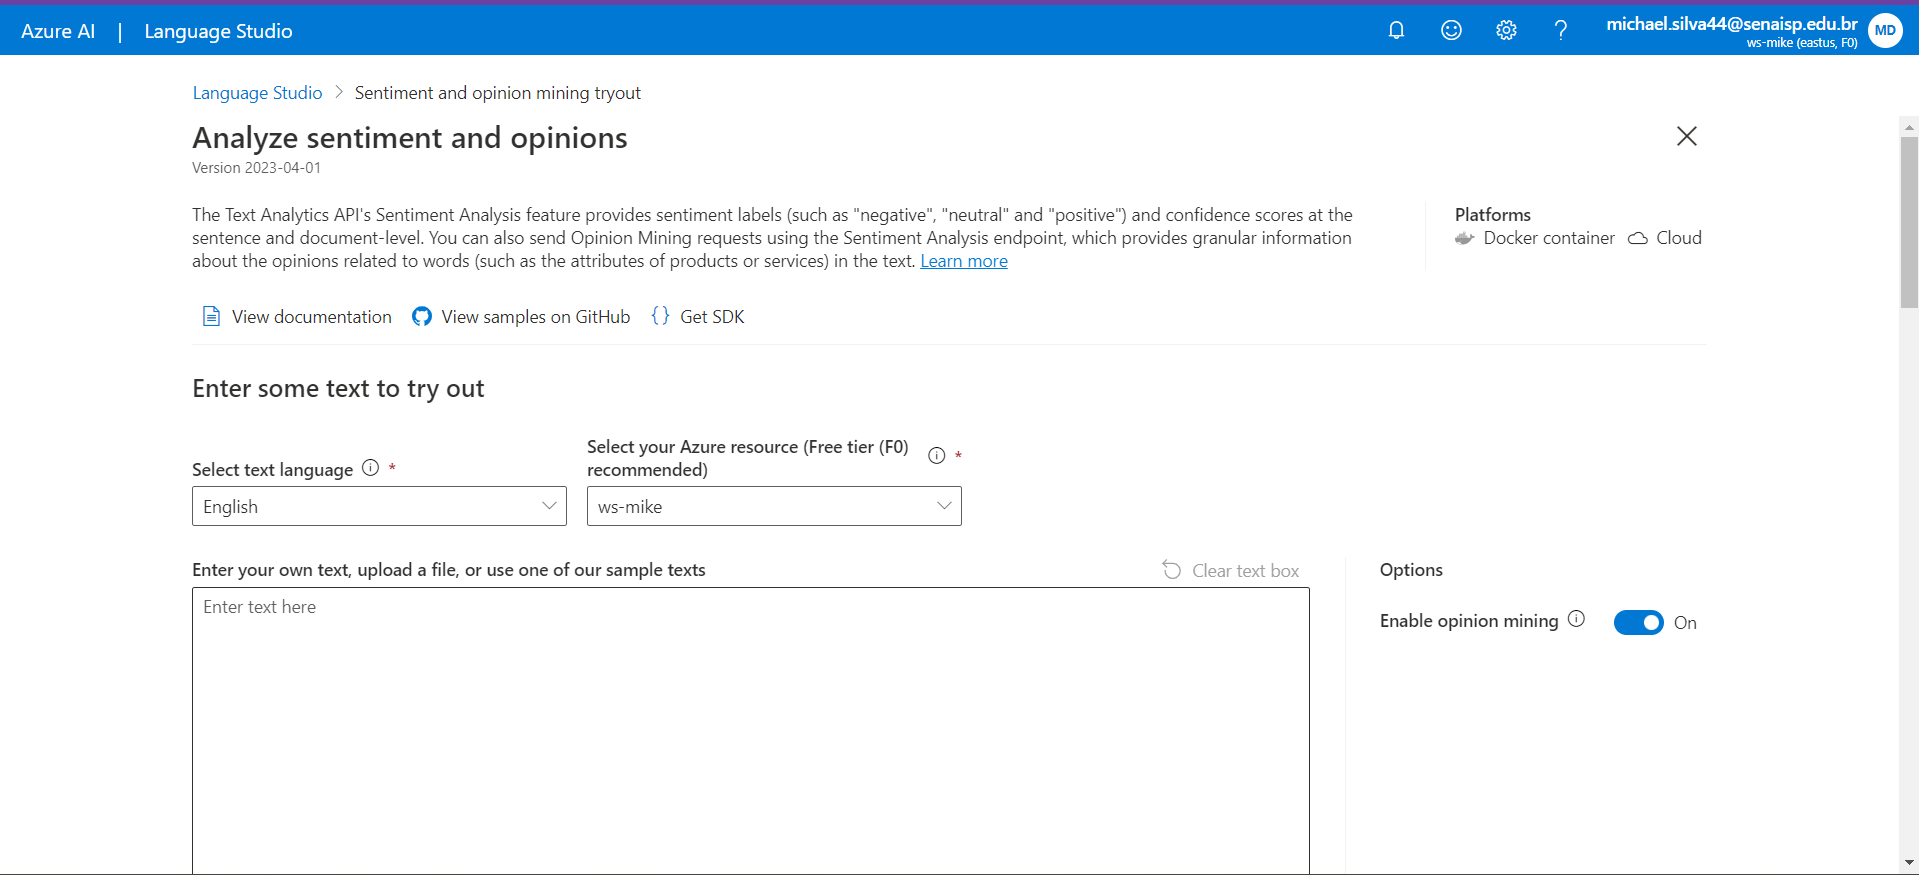 Azure AI | Language Studio
michael.silva44@senaisp.edu.br
ws-mike (eastus, F0)
MD
Language Studio > Sentiment and opinion mining tryout
Analyze sentiment and opinions
Version 2023-04-01
The Text Analytics API's Sentiment Analysis feature provides sentiment labels (such as "negative", "neutral" and "positive") and confidence scores at the
sentence and document-level. You can also send Opinion Mining requests using the Sentiment Analysis endpoint, which provides granular information
about the opinions related to words (such as the attributes of products or services) in the text. Learn more
Platforms
Docker container Cloud
View documentation View samples on GitHub {} Get SDK
Enter some text to try out
Select text language *
English
Select your Azure resource (Free tier (F0)
recommended) *
ws-mike
Enter your own text, upload a file, or use one of our sample texts
Clear text box
Enter text here
Options
Enable opinion mining On